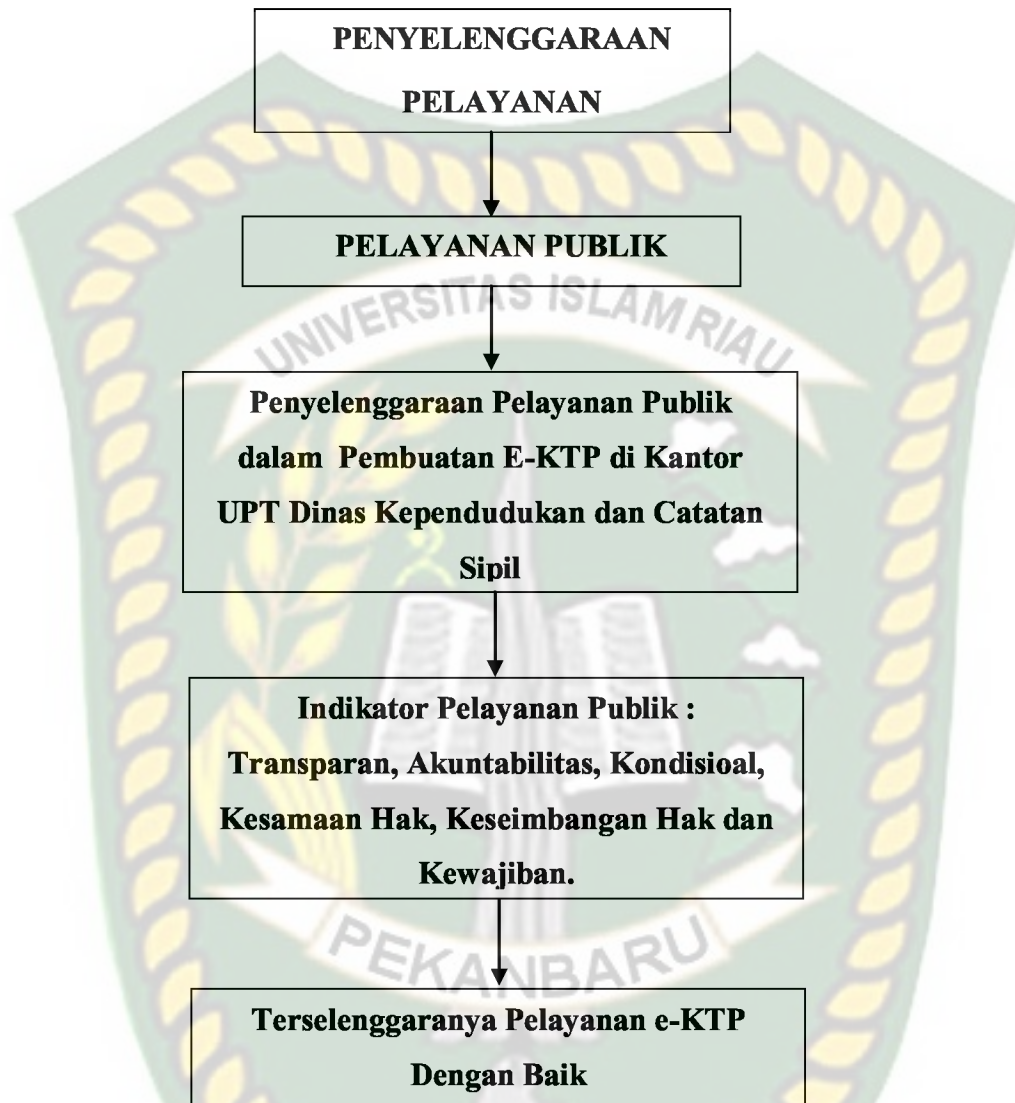 PENYELENGGARAAN
PELAYANAN
PELAYANAN PUBLIK
UNIVERSITAS ISLAM RIAU
Penyelenggaraan Pelayanan Publik
dalam Pembuatan E-KTP di Kantor
UPT Dinas Kependudukan dan Catatan
Sipil
Indikator Pelayanan Publik :
Transparan, Akuntabilitas, Kondisioal,
Kesamaan Hak, Keseimbangan Hak dan
Kewajiban.
PEKANBARU
Terselenggaranya Pelayanan e-KTP
Dengan Baik